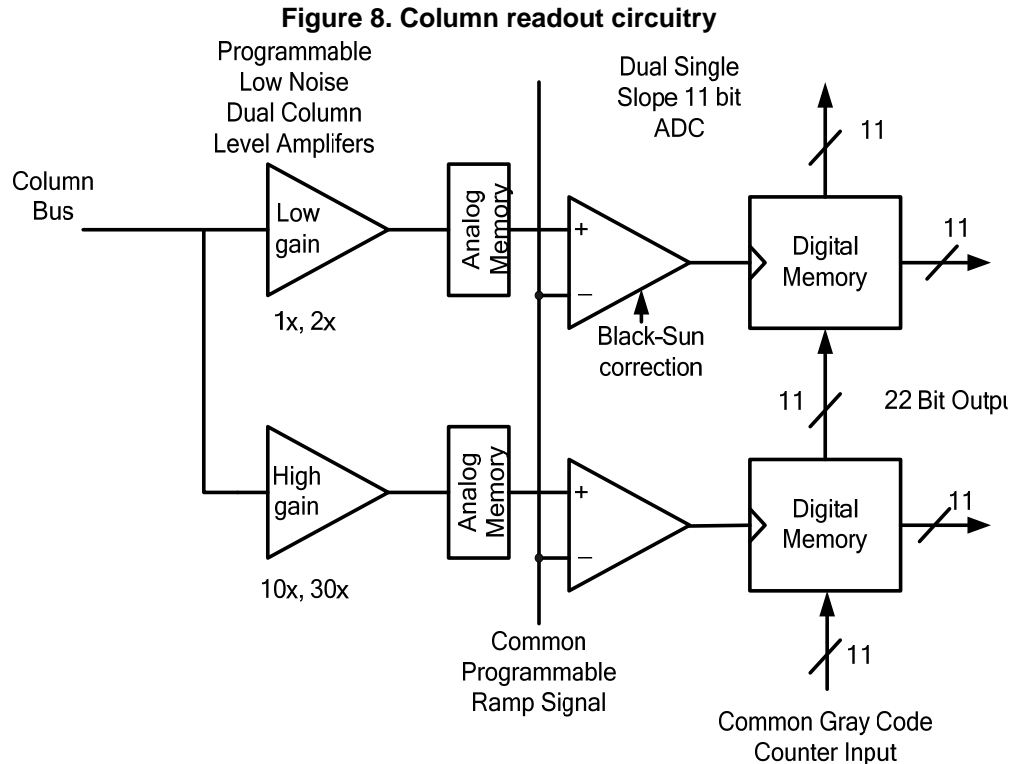 Figure 8. Column readout circuitry
Programmable
Low Noise
Dual Column
Level Amplifers
Dual Single
Slope 11 bit
ADC
11
Column
Bus
Low
gain
Analog
Memory
+
−
Digital
Memory
11
1x, 2x
Black-Sun
correction
11
22 Bit Outpu
High
gain
Analog
Memory
+
−
Digital
Memory
11
10x, 30x
Common
Programmable
Ramp Signal
11
Common Gray Code
Counter Input